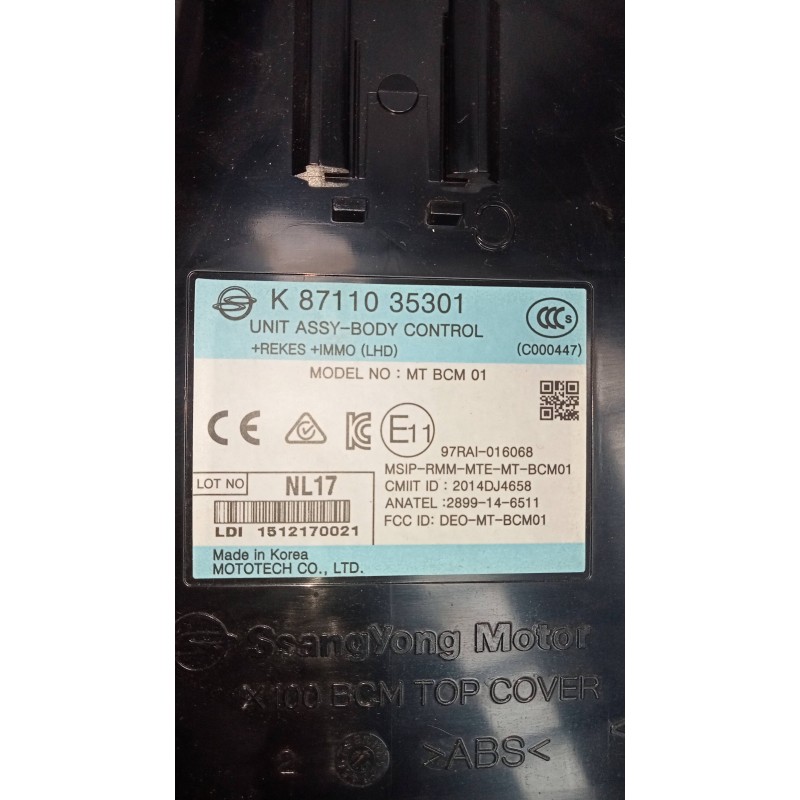 K 87110 35301
UNIT ASSY-BODY CONTROL
+REKES +IMMO (LHD)
CCC S
(C000447)
MODEL NO : MT BCM 01
CE
E11
97RAI-016068
MSIP-RMM-MTE-MT-BCM01
CMIIT ID : 2014DJ4658
ANATEL :2899-14-6511
FCC ID: DEO-MT-BCM01
LOT NO NL17
LDI 1512170021
Made in Korea
MOTOTECH CO., LTD.
SsangYong Motor
X100 BCM TOP COVER
2
>ABS<